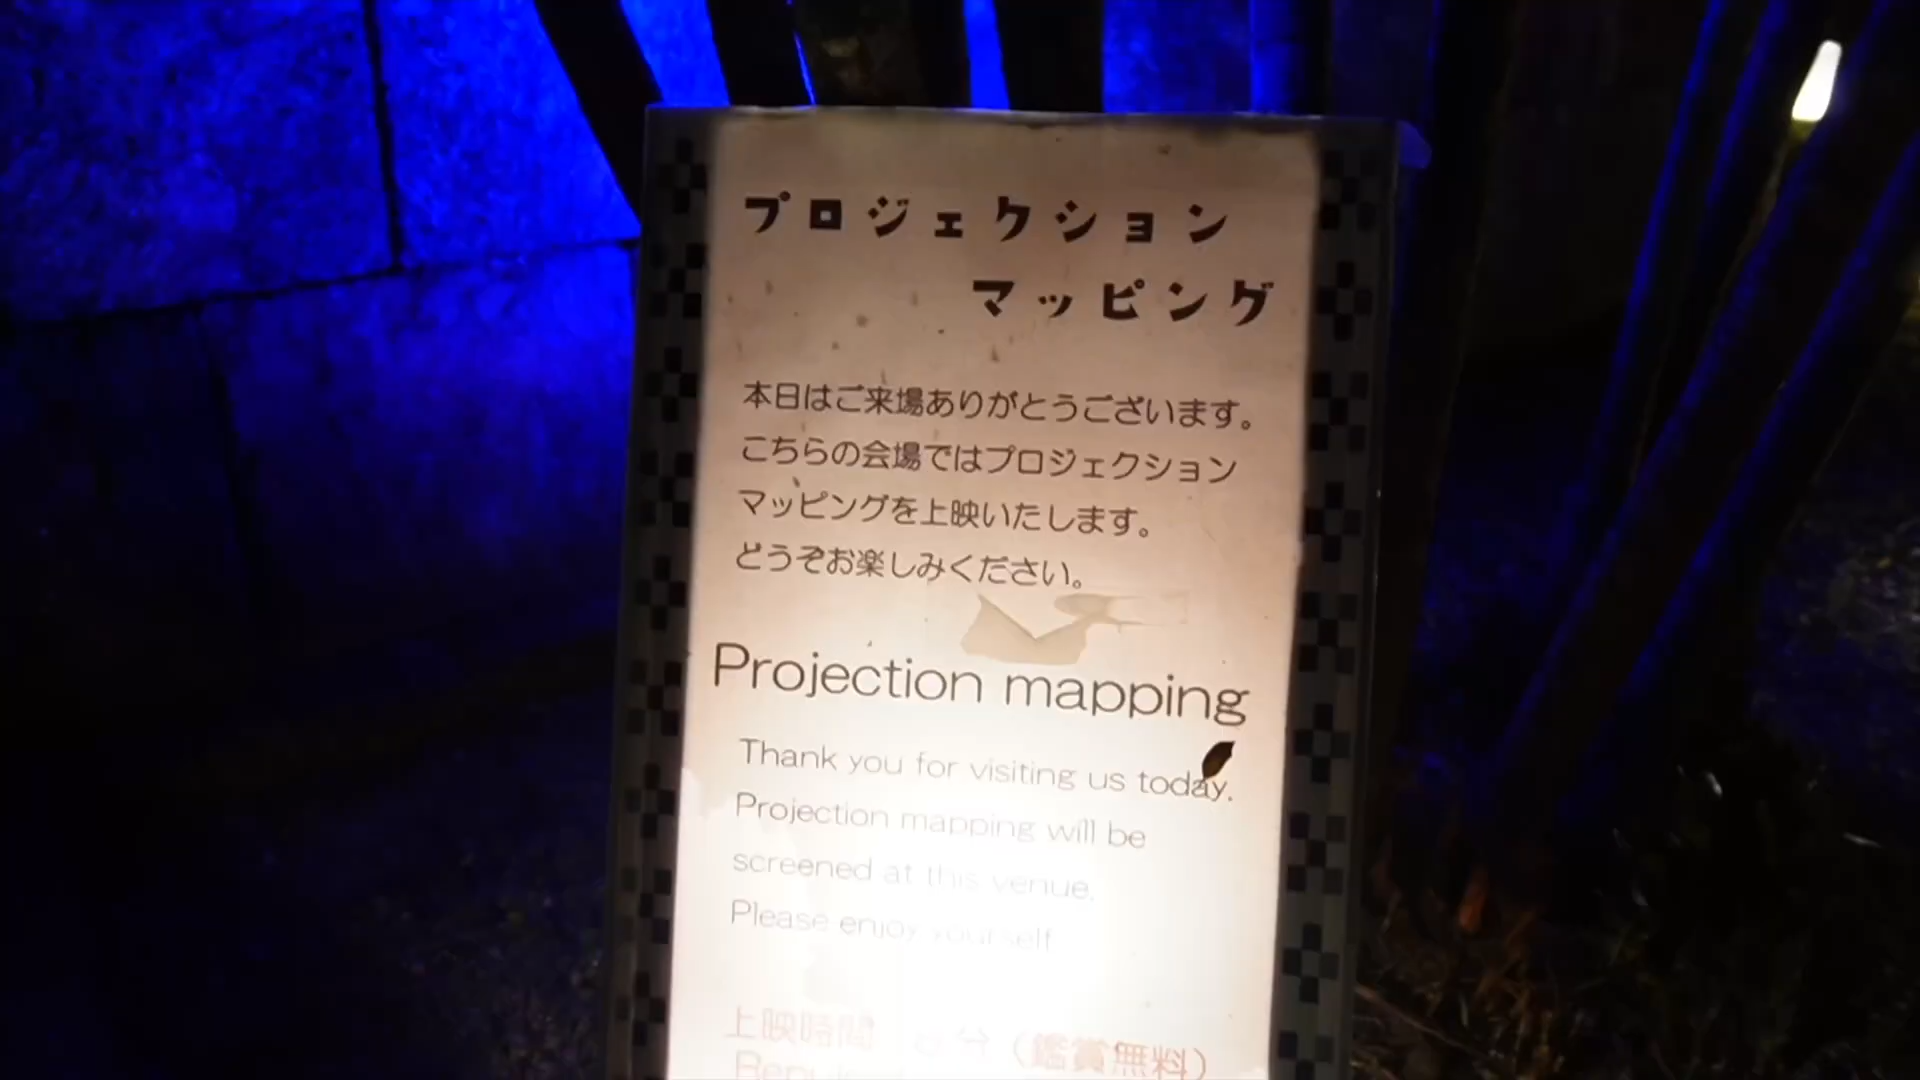 プロジェクション
マッピング
本日はご来場ありがとうございます。
こちらの会場ではプロジェクション
マッピングを上映いたします。
どうぞお楽しみください。
Projection mapping
Thank you for visiting us today.
Projection mapping will be
screened at this venue.
Please enjoy yourself
上映時間 分（鑑賞無料）